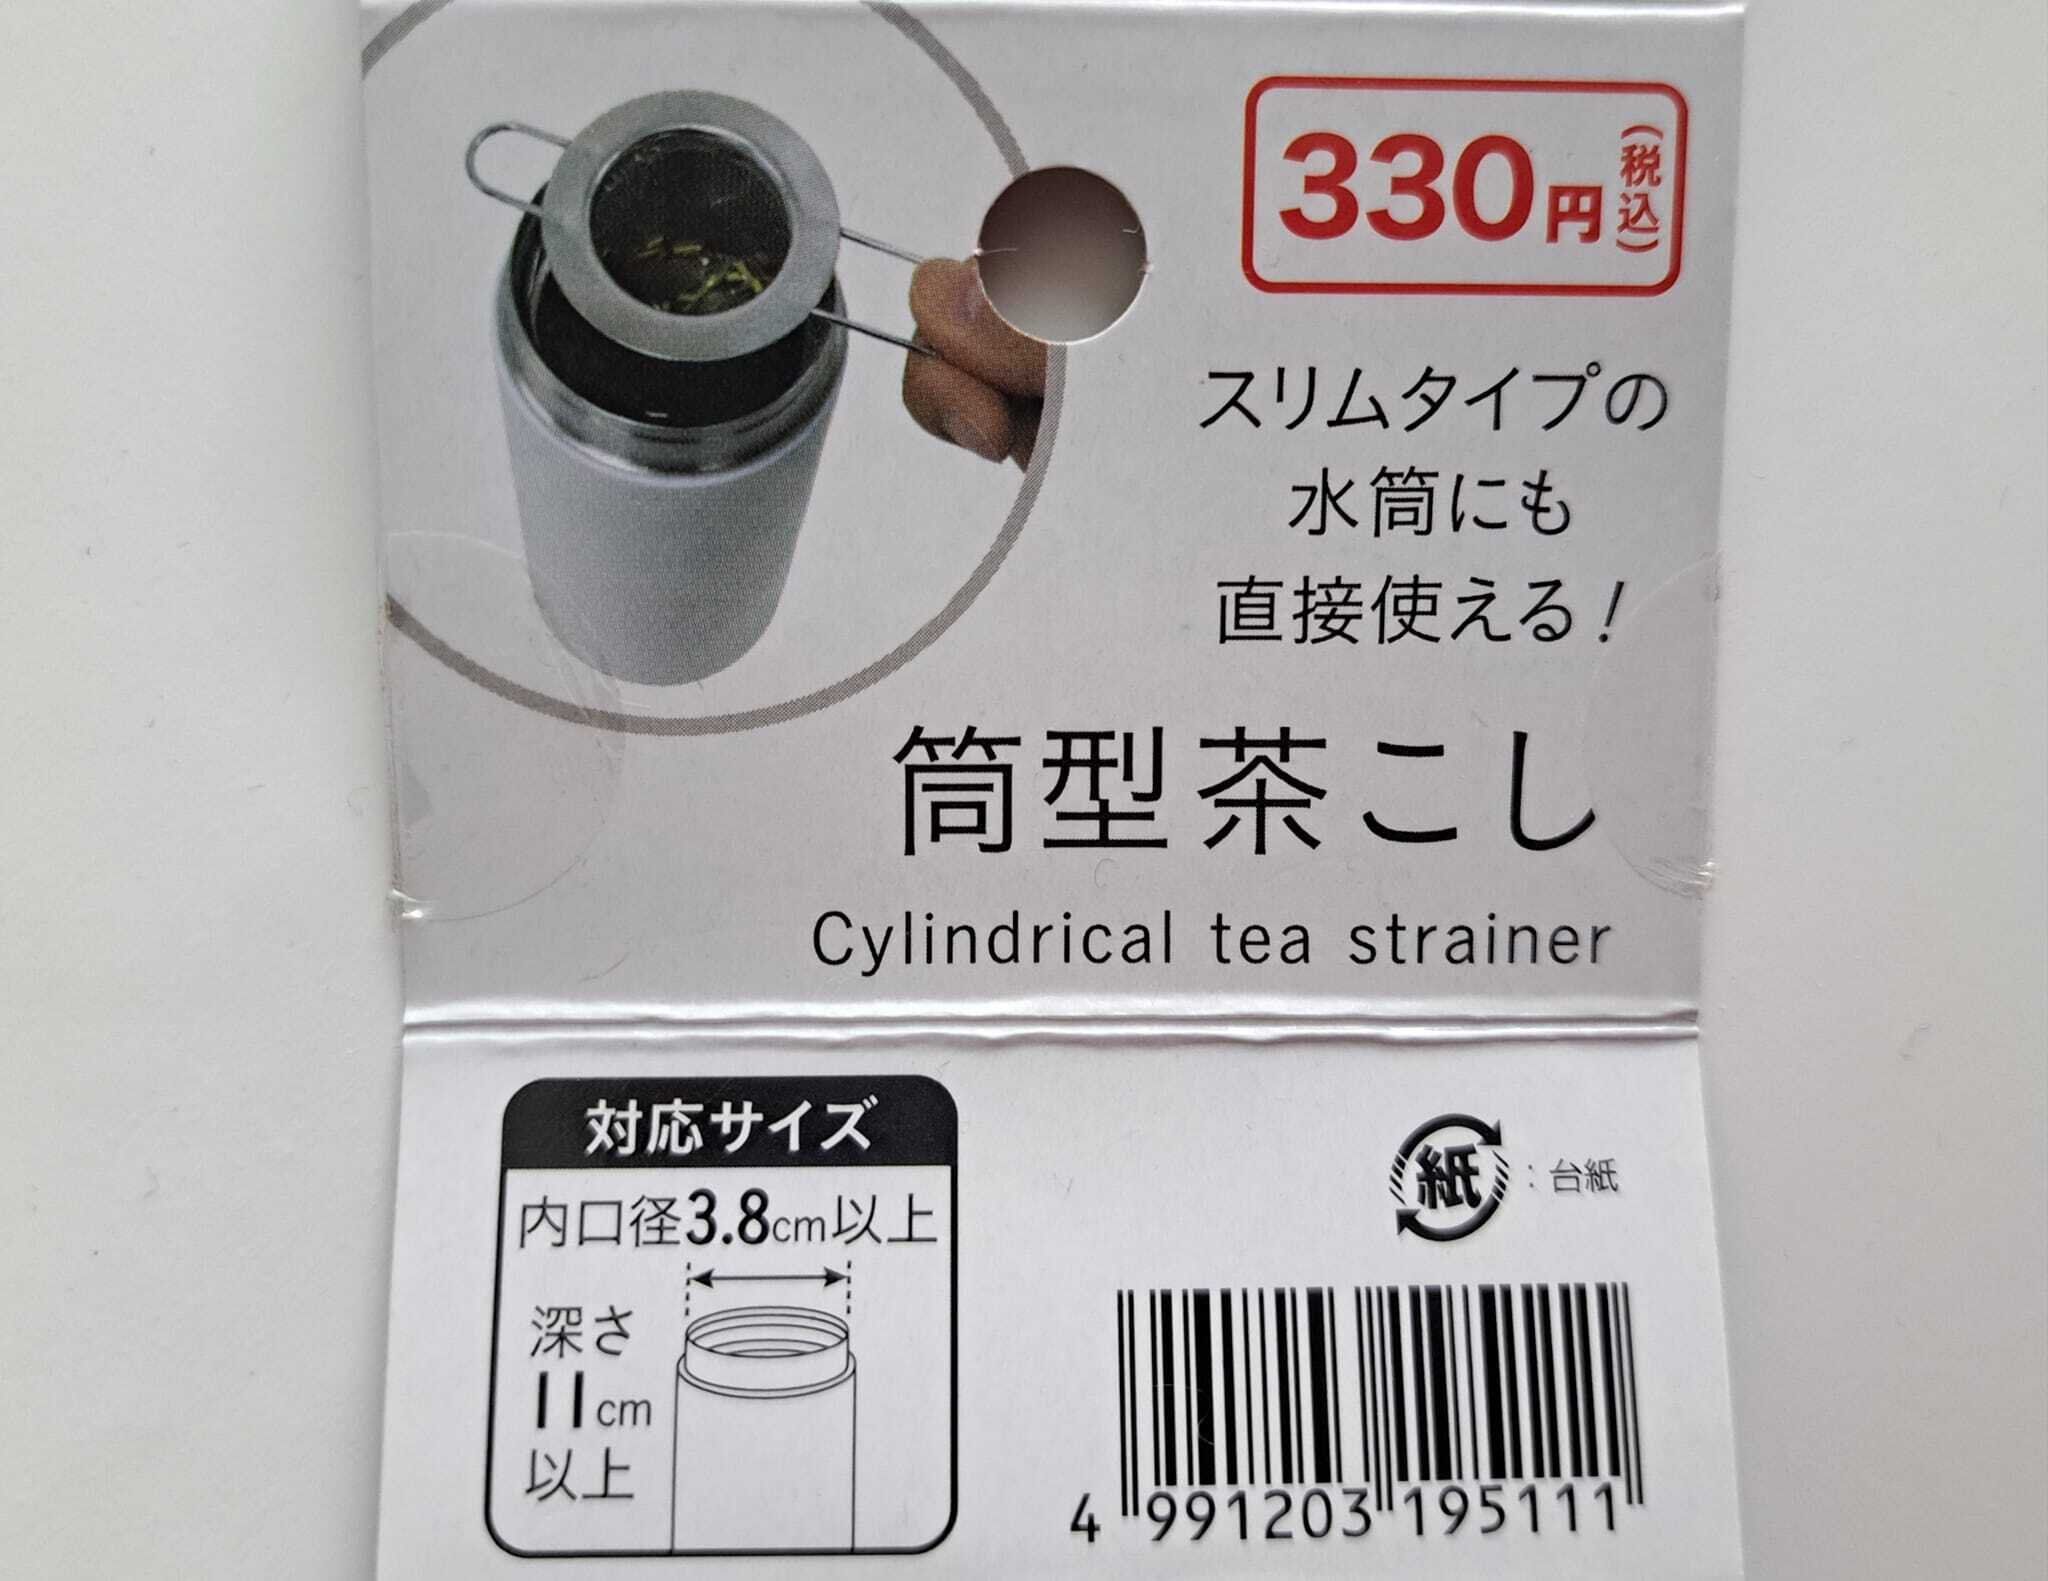 330円(税込)
スリムタイプの
水筒にも
直接使える!
筒型茶こし
Cylindrical tea strainer
対応サイズ
内口径3.8cm以上
深さ
11cm
以上
紙:台紙
4 991203 195111